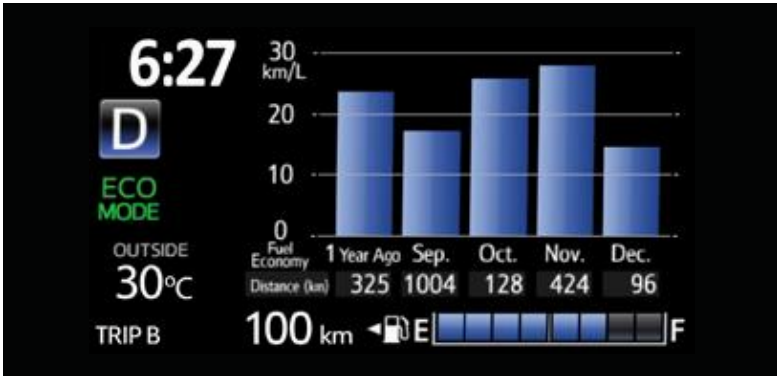 6:27
D
ECO
MODE
OUTSIDE
30°C
TRIP B
30
km/L
20
10
0
Fuel
Economy
1 Year Ago Sep. Oct. Nov. Dec.
Distance (km) 325 1004 128 424 96
100 km E F